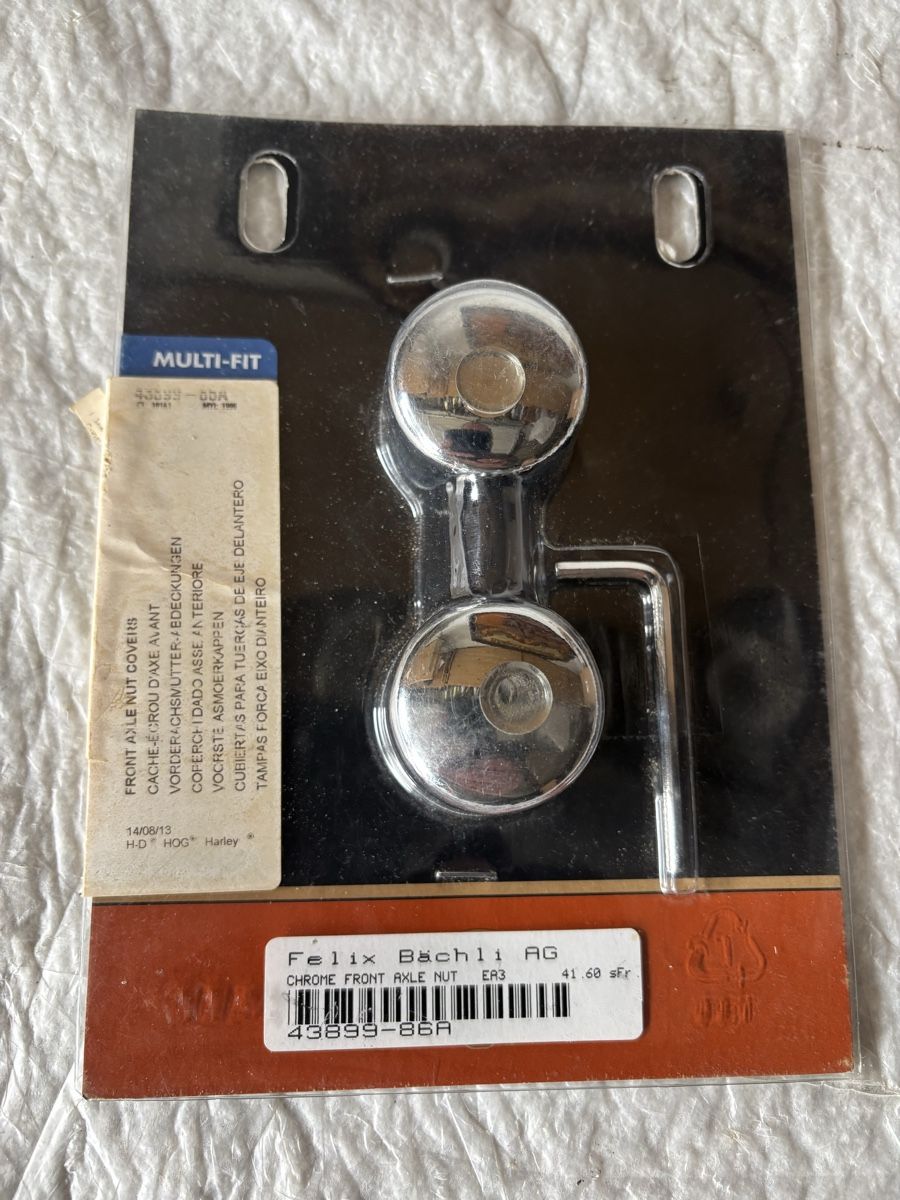 MULTI-FIT
43899-86A
FRONT AXLE NUT COVERS
CACHE-ÉCROU D'AXE AVANT
VORDERACHSMUTTER-ABDECKUNGEN
COPERCHI DADO ASSE ANTERIORE
VOORSTE ASMOERKAPPEN
CUBIERTAS PARA TUERCAS DE EJE DELANTERO
TAMPAS PORCA EIXO DIANTEIRO
14/08/13
H-D® HOG® Harley®
Felix Bächli AG
CHROME FRONT AXLE NUT EA3 41.60 sFr.
43899-86A